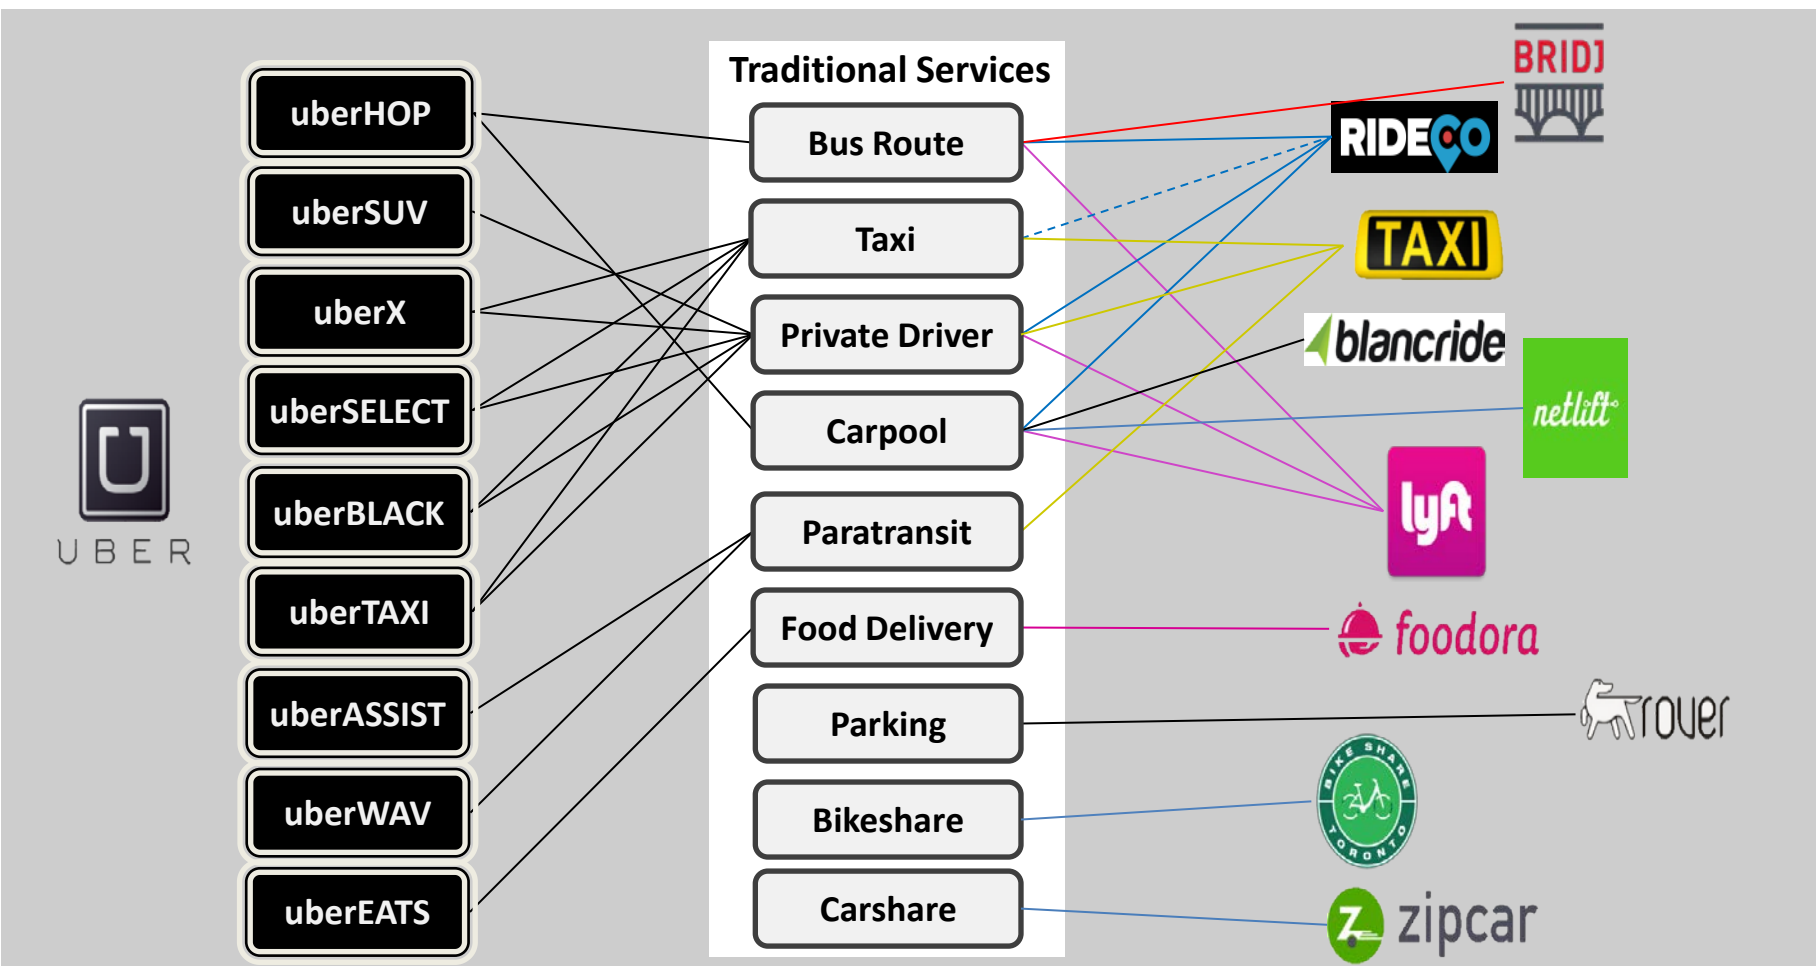 UBER
uberHOP
uberSUV
uberX
uberSELECT
uberBLACK
uberTAXI
uberASSIST
uberWAV
uberEATS
Traditional Services
Bus Route
Taxi
Private Driver
Carpool
Paratransit
Food Delivery
Parking
Bikeshare
Carshare
BRIDJ
RIDECO
TAXI
blancride
netlift
lyft
foodora
rover
BIKE SHARE
TORONTO
zipcar